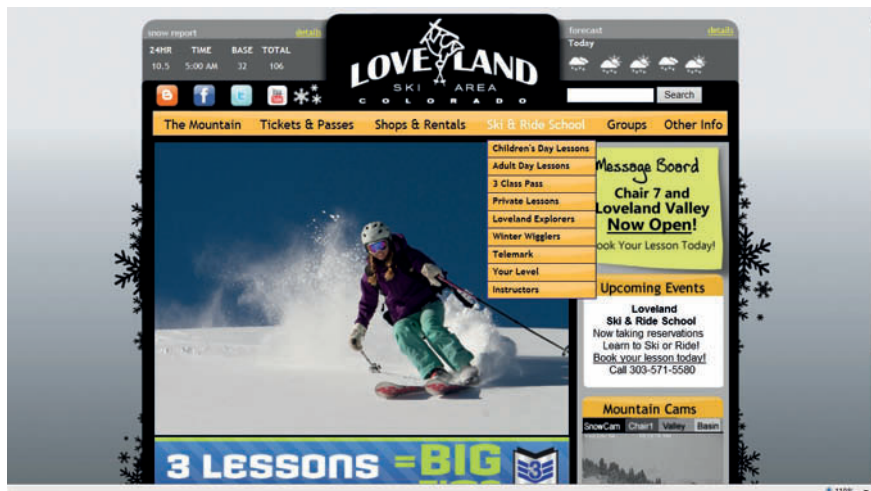 snow report
details
24HR TIME BASE TOTAL
10.5 5:00 AM 32 106
LOVELAND
SKI AREA
COLORADO
forecast
details
Today
Search
The Mountain
Tickets & Passes
Shops & Rentals
Ski & Ride School
Groups
Other Info
Children's Day Lessons
Adult Day Lessons
3 Class Pass
Private Lessons
Loveland Explorers
Winter Wigglers
Telemark
Your Level
Instructors
Message Board
Chair 7 and
Loveland Valley
Now Open!
ook Your Lesson Today!
Upcoming Events
Loveland
Ski & Ride School
Now taking reservations
Learn to Ski or Ride!
Book your lesson today!
Call 303-571-5580
Mountain Cams
SnowCam Chair1 Valley Basin
3 LESSONS = BIG
3
110%